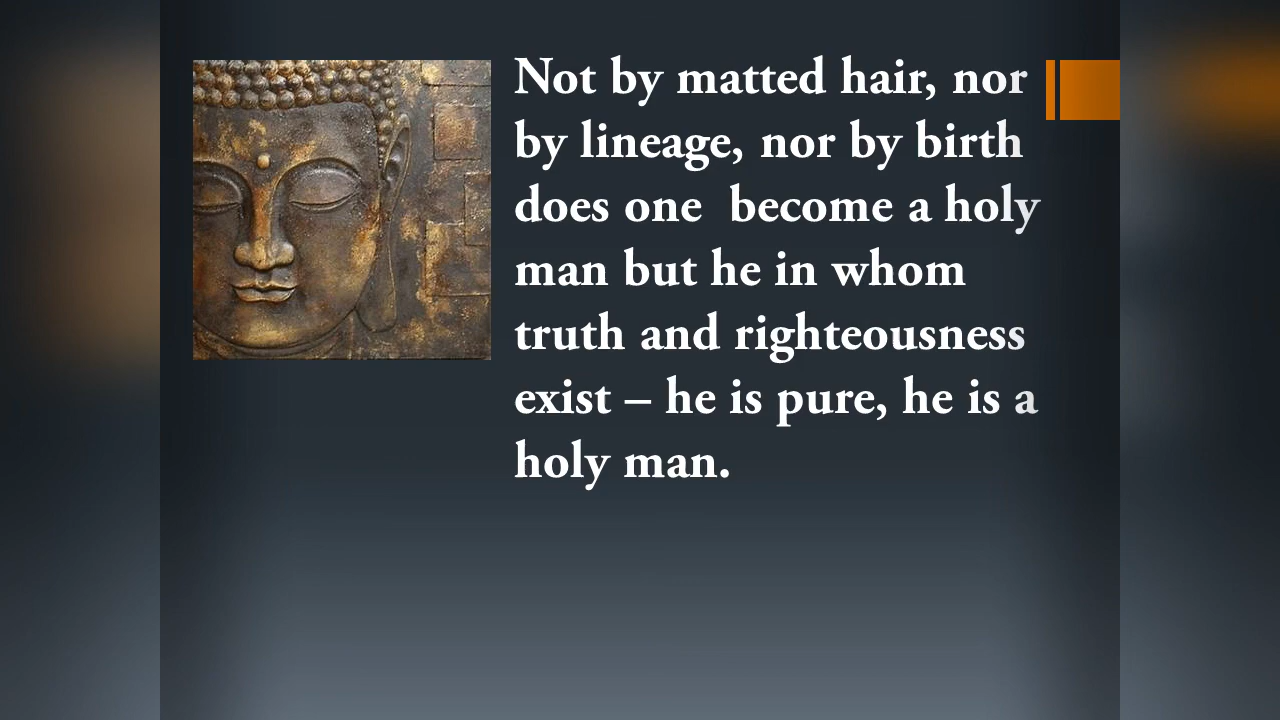 Not by matted hair, nor
by lineage, nor by birth
does one  become a holy
man but he in whom
truth and righteousness
exist – he is pure, he is a
holy man.